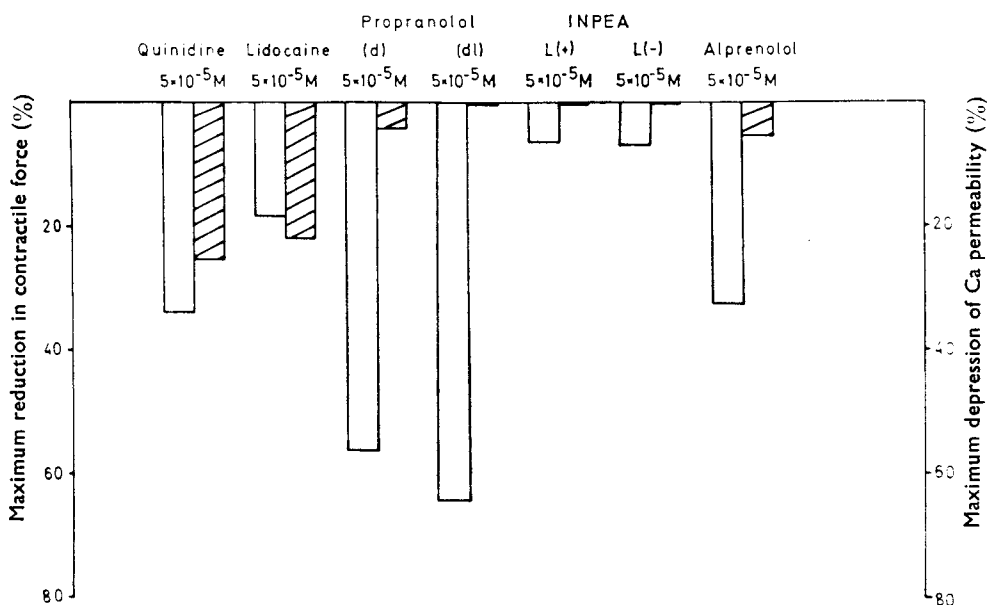 Propranolol INPEA
Quinidine Lidocaine (d) (dl) L(+) L(-) Alprenolol
5×10⁻⁵M 5×10⁻⁵M 5×10⁻⁵M 5×10⁻⁵M 5×10⁻⁵M 5×10⁻⁵M 5×10⁻⁵M
Maximum reduction in contractile force (%)
20
40
60
80
Maximum depression of Ca permeability (%)
20
40
60
80